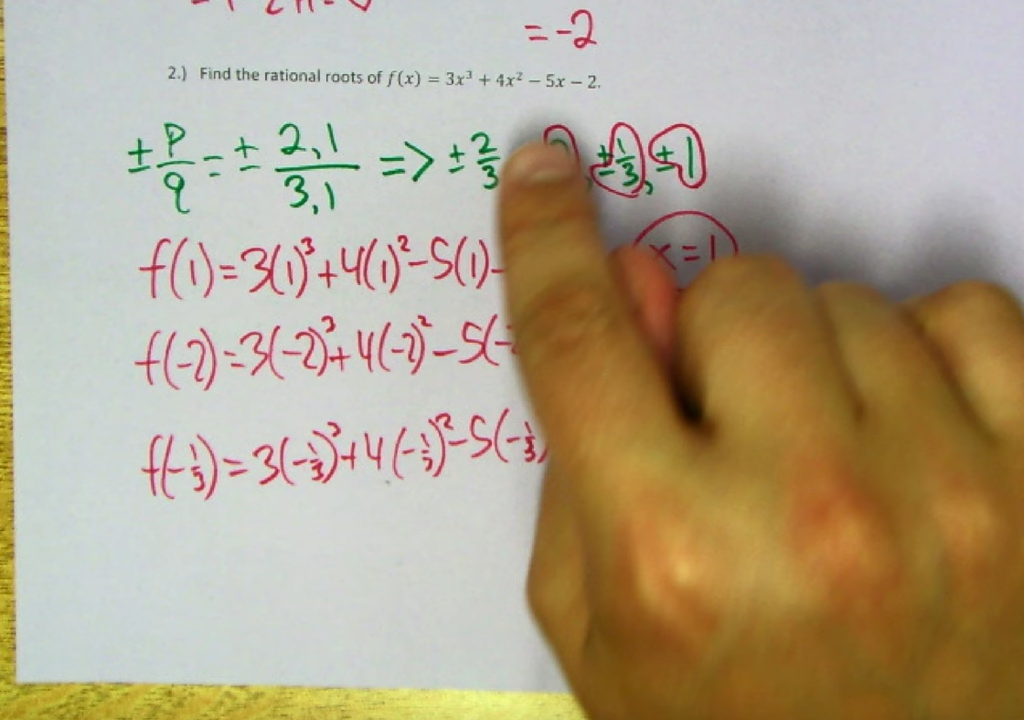 = -2
2.) Find the rational roots of f(x) = 3x³ + 4x² − 5x − 2.
± P/q = ± 2,1/3,1 => ± 2/3 ± 1/3, ± 1
f(1) = 3(1)³ + 4(1)² - 5(1) - x = 1
f(-2) = 3(-2)³ + 4(-2)² - 5(-2
f(-1/3) = 3(-1/3)³ + 4(-1/3)² - 5(-1/3)